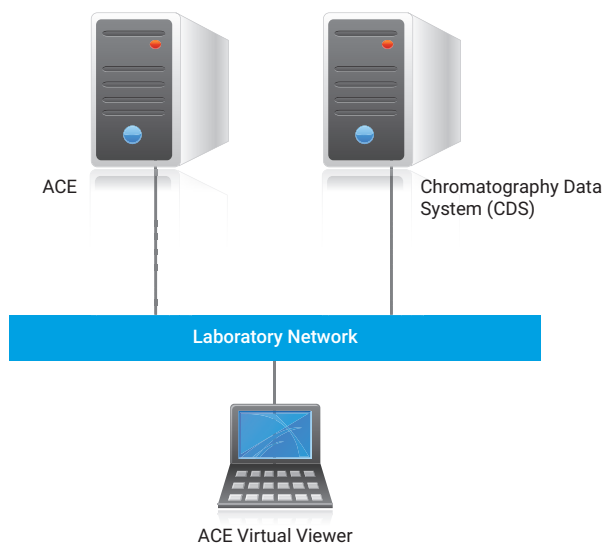 ACE
Chromatography Data
System (CDS)
Laboratory Network
ACE Virtual Viewer